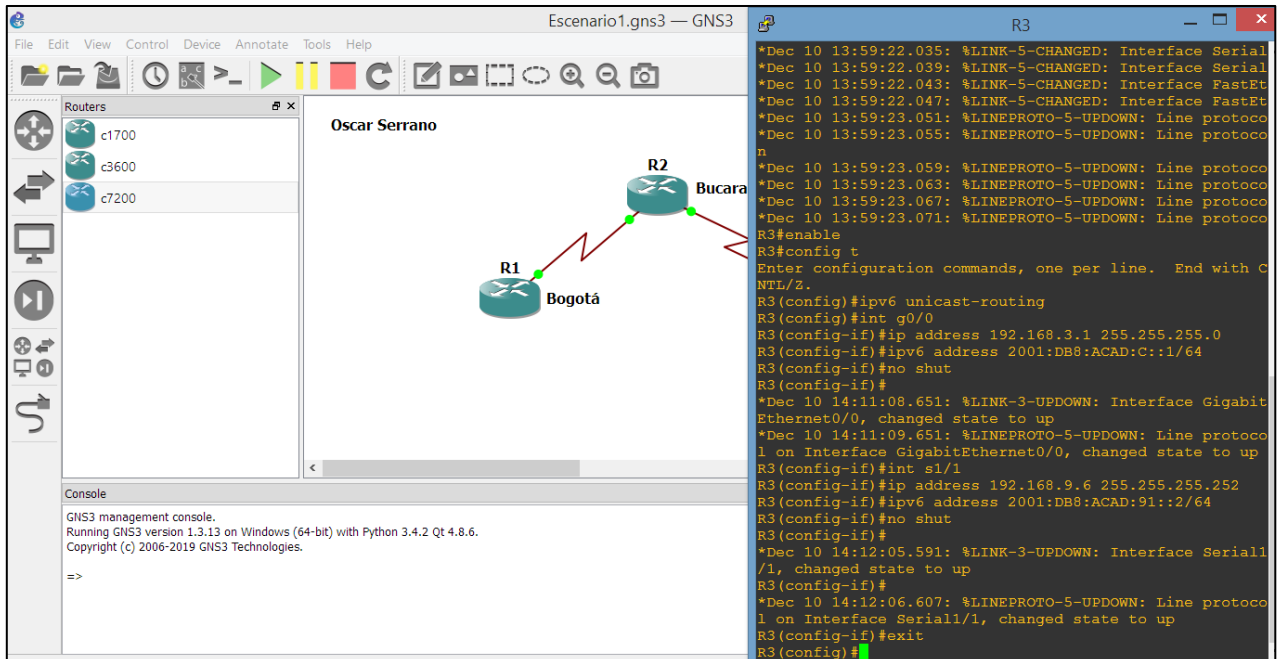 Escenario1.gns3 — GNS3
File Edit View Control Device Annotate Tools Help
Routers
c1700
c3600
c7200
Oscar Serrano
R2
Bucara
R1
Bogotá
Console
GNS3 management console.
Running GNS3 version 1.3.13 on Windows (64-bit) with Python 3.4.2 Qt 4.8.6.
Copyright (c) 2006-2019 GNS3 Technologies.
=>
R3
*Dec 10 13:59:22.035: %LINK-5-CHANGED: Interface Serial
*Dec 10 13:59:22.039: %LINK-5-CHANGED: Interface Serial
*Dec 10 13:59:22.043: %LINK-5-CHANGED: Interface FastEt
*Dec 10 13:59:22.047: %LINK-5-CHANGED: Interface FastEt
*Dec 10 13:59:23.051: %LINEPROTO-5-UPDOWN: Line protoco
*Dec 10 13:59:23.055: %LINEPROTO-5-UPDOWN: Line protoco
n
*Dec 10 13:59:23.059: %LINEPROTO-5-UPDOWN: Line protoco
*Dec 10 13:59:23.063: %LINEPROTO-5-UPDOWN: Line protoco
*Dec 10 13:59:23.067: %LINEPROTO-5-UPDOWN: Line protoco
*Dec 10 13:59:23.071: %LINEPROTO-5-UPDOWN: Line protoco
R3#enable
R3#config t
Enter configuration commands, one per line.  End with C
NTL/Z.
R3(config)#ipv6 unicast-routing
R3(config)#int g0/0
R3(config-if)#ip address 192.168.3.1 255.255.255.0
R3(config-if)#ipv6 address 2001:DB8:ACAD:C::1/64
R3(config-if)#no shut
R3(config-if)#
*Dec 10 14:11:08.651: %LINK-3-UPDOWN: Interface Gigabit
Ethernet0/0, changed state to up
*Dec 10 14:11:09.651: %LINEPROTO-5-UPDOWN: Line protoco
l on Interface GigabitEthernet0/0, changed state to up
R3(config-if)#int s1/1
R3(config-if)#ip address 192.168.9.6 255.255.255.252
R3(config-if)#ipv6 address 2001:DB8:ACAD:91::2/64
R3(config-if)#no shut
R3(config-if)#
*Dec 10 14:12:05.591: %LINK-3-UPDOWN: Interface Serial1
/1, changed state to up
R3(config-if)#
*Dec 10 14:12:06.607: %LINEPROTO-5-UPDOWN: Line protoco
l on Interface Serial1/1, changed state to up
R3(config-if)#exit
R3(config)#